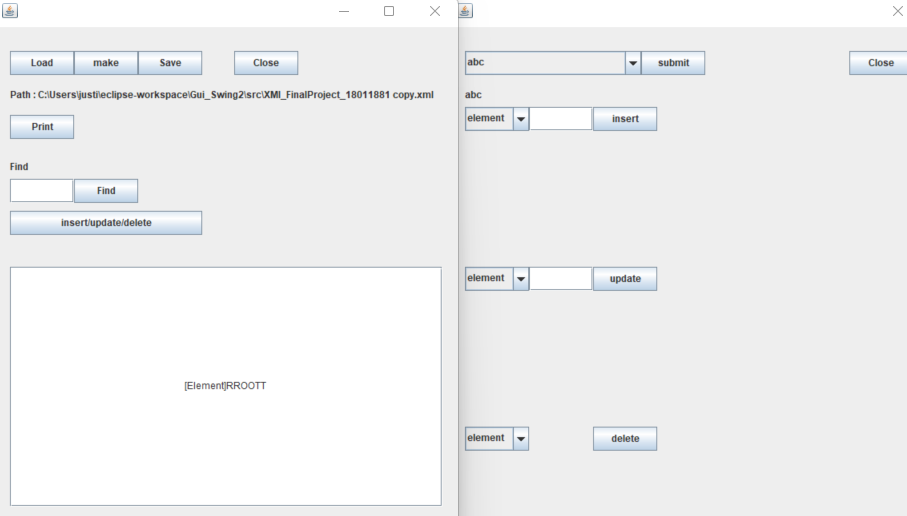 Load make Save Close
Path : C:\Users\justi\eclipse-workspace\Gui_Swing2\src\XMI_FinalProject_18011881 copy.xml
Print
Find
Find
insert/update/delete
[Element]RROOTT
abc submit Close
abc
element insert
element update
element delete